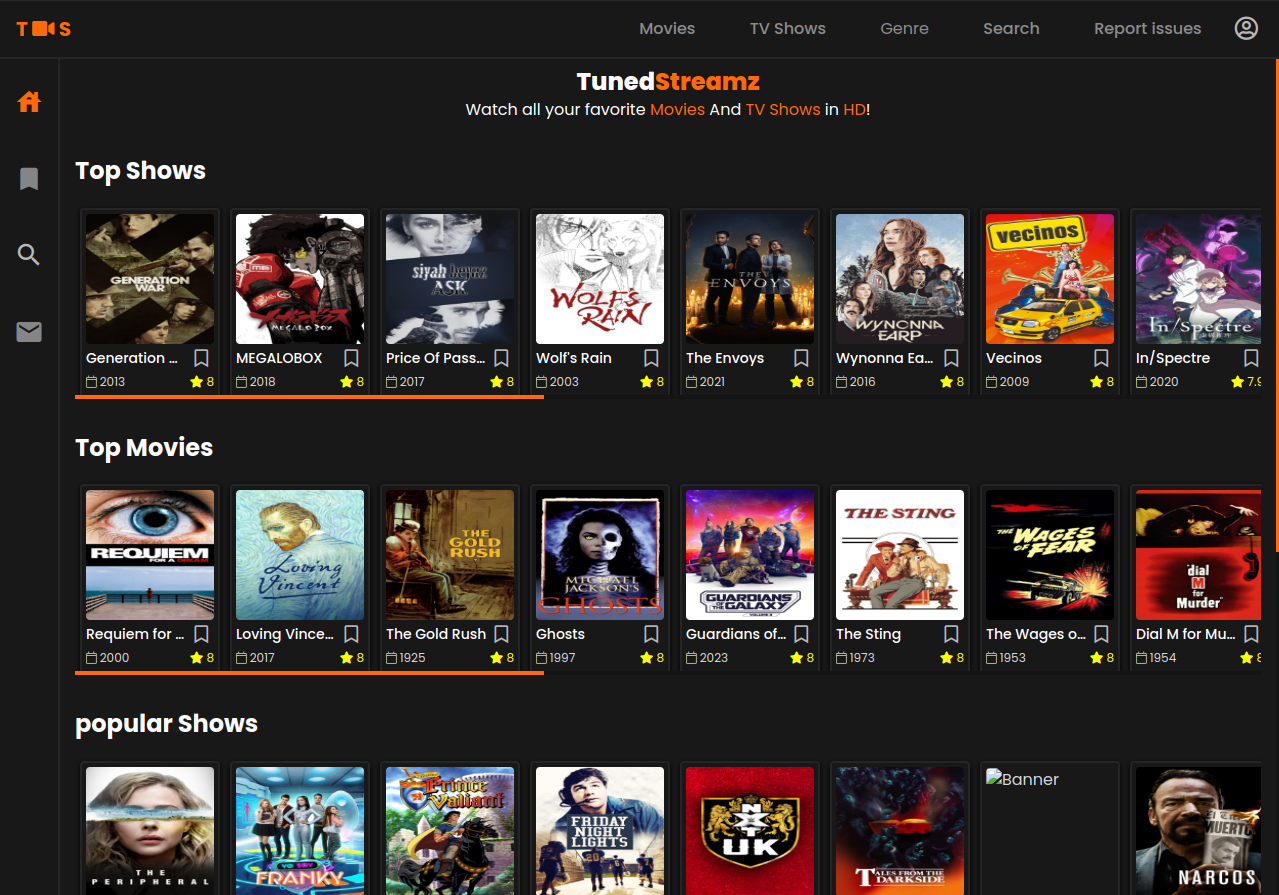 T S
Movies TV Shows Genre Search Report issues
TunedStreamz
Watch all your favorite Movies And TV Shows in HD!
Top Shows
GENERATION WAR
MEGALOBOX
siyah beyaz
AŞK
WOLF'S RAIN
THE ENVOYS
WYNONNA EARP
vecinos
In/Spectre
Generation ... MEGALOBOX Price Of Pass... Wolf's Rain The Envoys Wynonna Ea... Vecinos In/Spectre
2013 8 2018 8 2017 8 2003 8 2021 8 2016 8 2009 8 2020 7.9
Top Movies
REQUIEM
FOR A DREAM
Loving Vincent
THE GOLD RUSH
MICHAEL JACKSON'S
GHOSTS
GUARDIANS OF THE GALAXY
THE STING
THE WAGES OF FEAR
"dial M for Murder"
Requiem for ... Loving Vince... The Gold Rush Ghosts Guardians of... The Sting The Wages o... Dial M for Mu...
2000 8 2017 8 1925 8 1997 8 2023 8 1973 8 1953 8 1954 8
popular Shows
THE PERIPHERAL
YO SOY FRANKY
Prince Valiant
FRIDAY NIGHT LIGHTS
NXT UK
TALES FROM THE DARKSIDE
Banner
MUERTO
NARCOS